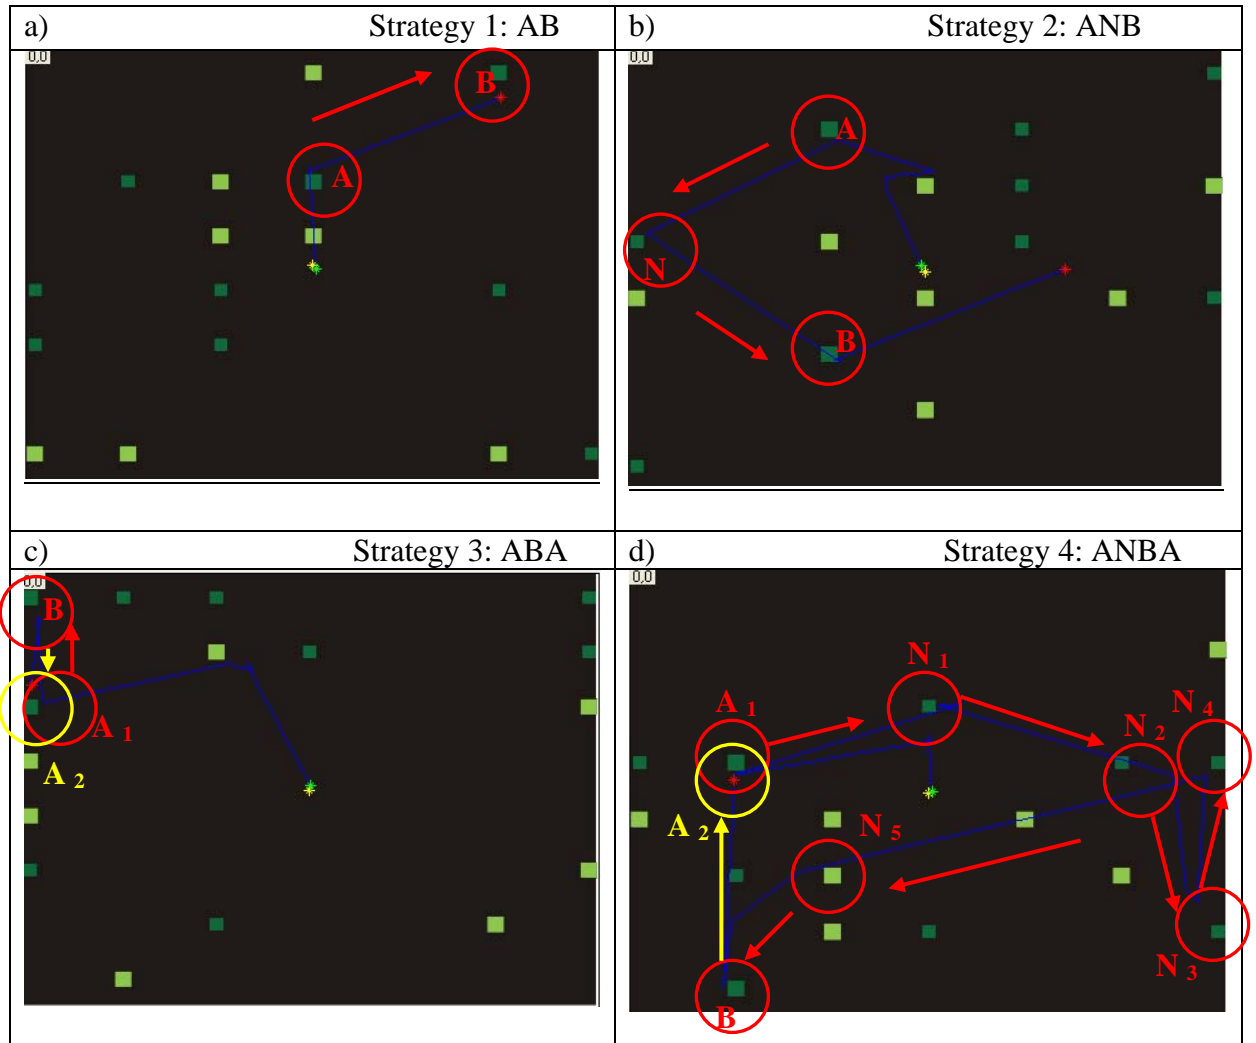 a) Strategy 1: AB
0,0
B
A
b) Strategy 2: ANB
0,0
A
N
B
c) Strategy 3: ABA
0,0
B
A 1
A 2
d) Strategy 4: ANBA
0,0
N 1
A 1
N 4
N 2
A 2
N 5
N 3
B